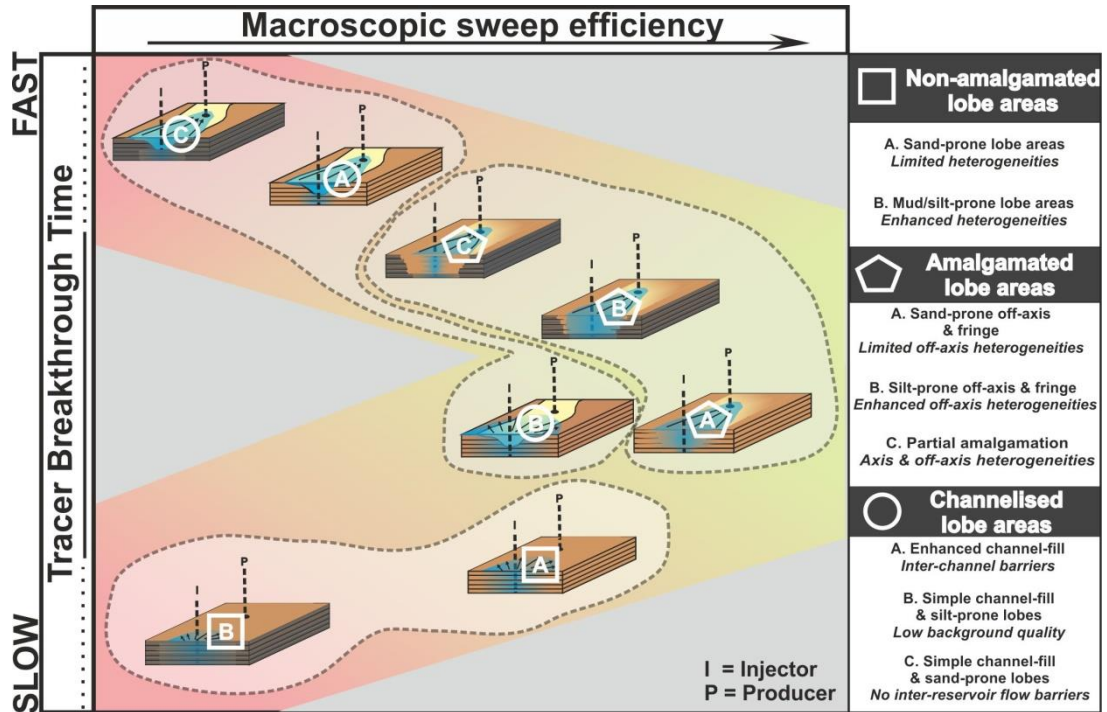 Macroscopic sweep efficiency
FAST
Tracer Breakthrough Time
SLOW
P
I
C
P
I
A
P
I
C
P
I
B
P
I
B
P
I
A
P
I
A
P
I
B
I = Injector
P = Producer
Non-amalgamated
lobe areas
A. Sand-prone lobe areas
Limited heterogeneities
B. Mud/silt-prone lobe areas
Enhanced heterogeneities
Amalgamated
lobe areas
A. Sand-prone off-axis
& fringe
Limited off-axis heterogeneities
B. Silt-prone off-axis & fringe
Enhanced off-axis heterogeneities
C. Partial amalgamation
Axis & off-axis heterogeneities
Channelised
lobe areas
A. Enhanced channel-fill
Inter-channel barriers
B. Simple channel-fill
& silt-prone lobes
Low background quality
C. Simple channel-fill
& sand-prone lobes
No inter-reservoir flow barriers